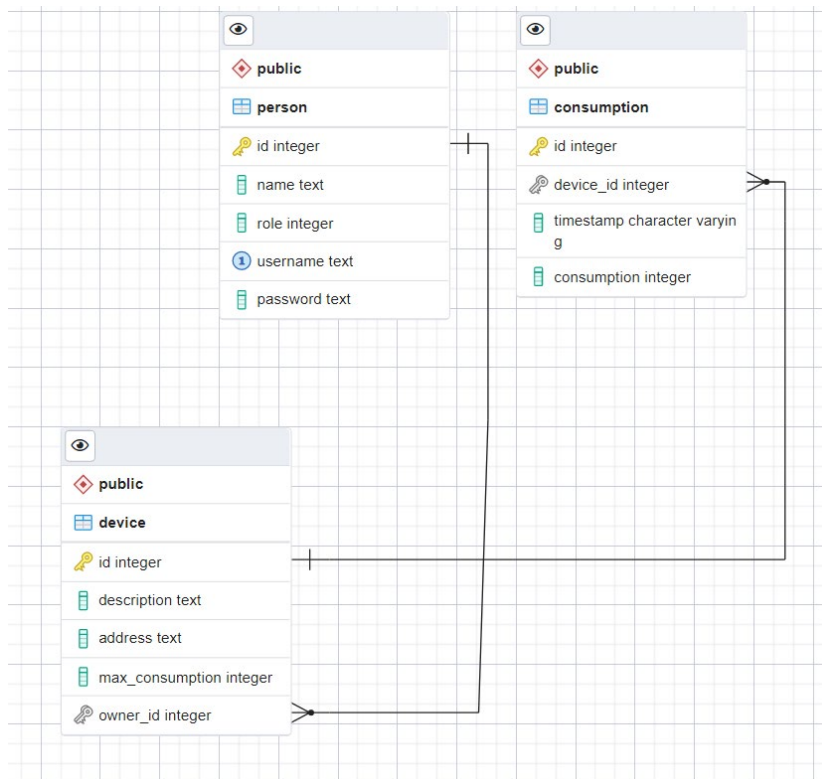 public
person
id integer
name text
role integer
1 username text
password text
public
consumption
id integer
device_id integer
timestamp character varyin
g
consumption integer
public
device
id integer
description text
address text
max_consumption integer
owner_id integer